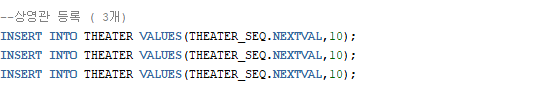 --상영관 등록 ( 3개)
INSERT INTO THEATER VALUES(THEATER_SEQ.NEXTVAL,10);
INSERT INTO THEATER VALUES(THEATER_SEQ.NEXTVAL,10);
INSERT INTO THEATER VALUES(THEATER_SEQ.NEXTVAL,10);